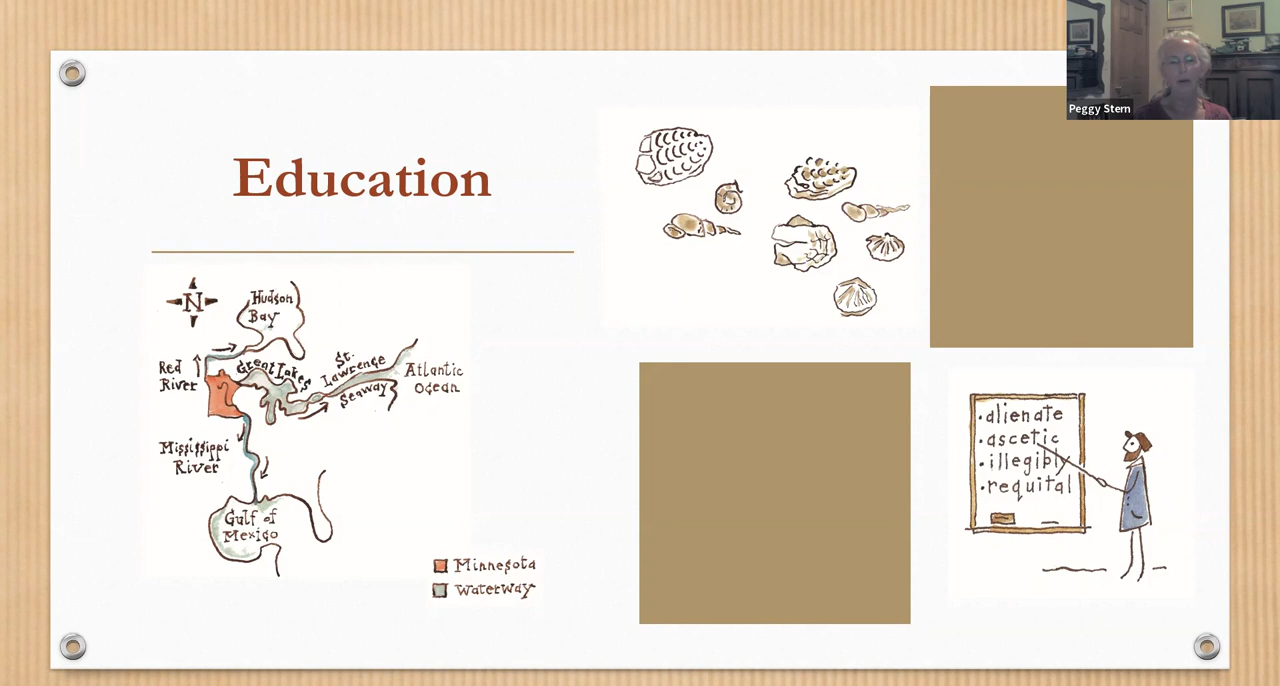 Peggy Stern
Education
N
Hudson
Bay
Red
River
Great Lakes
St.
Lawrence
Seaway
Atlantic
Ocean
Mississippi
River
Gulf of
Mexico
Minnesota
Waterway
• alienate
• ascetic
• illegibly
• requital